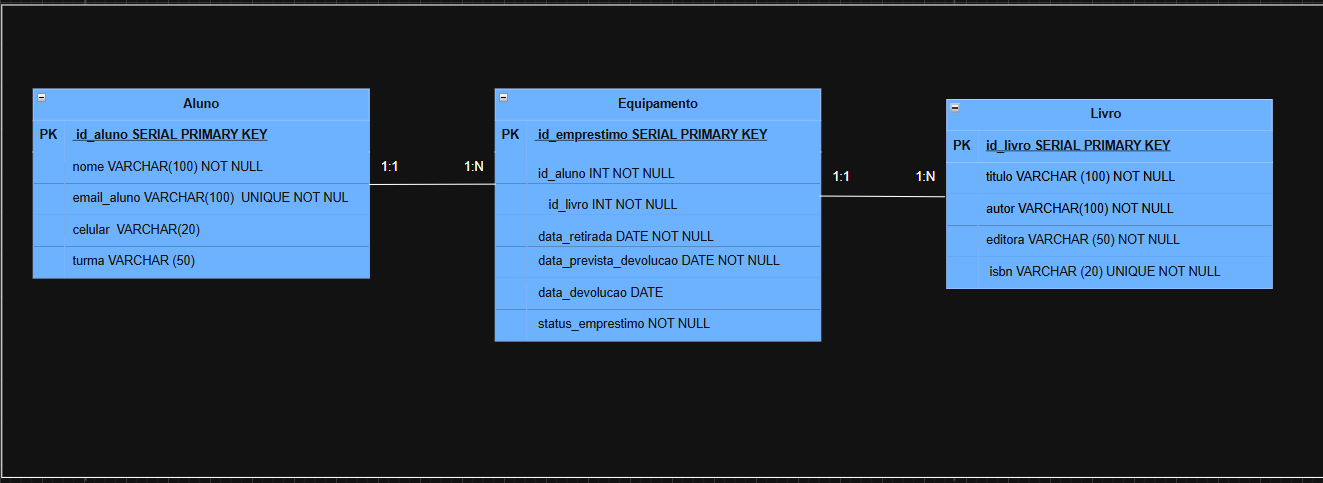 Aluno
PK id_aluno SERIAL PRIMARY KEY
nome VARCHAR(100) NOT NULL
email_aluno VARCHAR(100) UNIQUE NOT NUL
celular VARCHAR(20)
turma VARCHAR (50)
1:1
1:N
Equipamento
PK id_emprestimo SERIAL PRIMARY KEY
id_aluno INT NOT NULL
id_livro INT NOT NULL
data_retirada DATE NOT NULL
data_prevista_devolucao DATE NOT NULL
data_devolucao DATE
status_emprestimo NOT NULL
1:1
1:N
Livro
PK id_livro SERIAL PRIMARY KEY
titulo VARCHAR (100) NOT NULL
autor VARCHAR(100) NOT NULL
editora VARCHAR (50) NOT NULL
isbn VARCHAR (20) UNIQUE NOT NULL